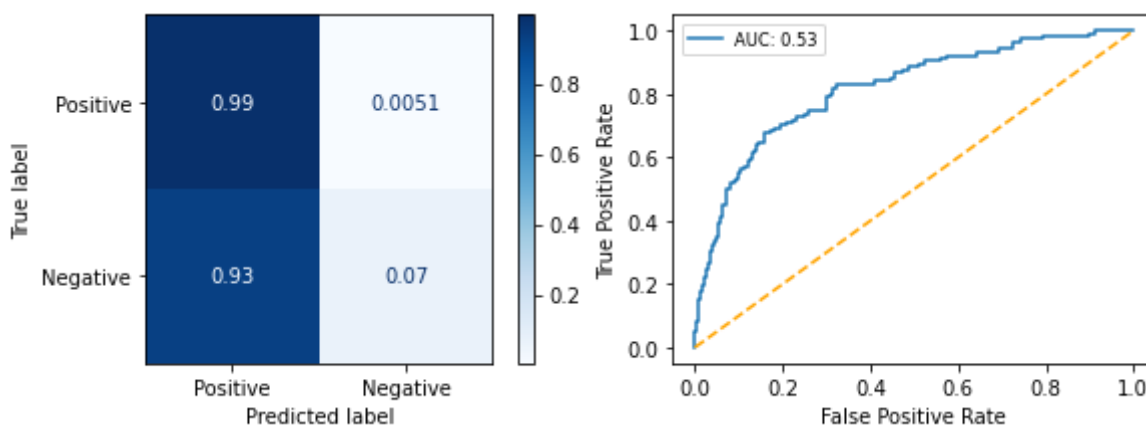 Positive
Negative
True label
0.99
0.0051
0.93
0.07
Positive
Negative
Predicted label
0.8
0.6
0.4
0.2
AUC: 0.53
1.0
0.8
0.6
0.4
0.2
0.0
True Positive Rate
0.0
0.2
0.4
0.6
0.8
1.0
False Positive Rate